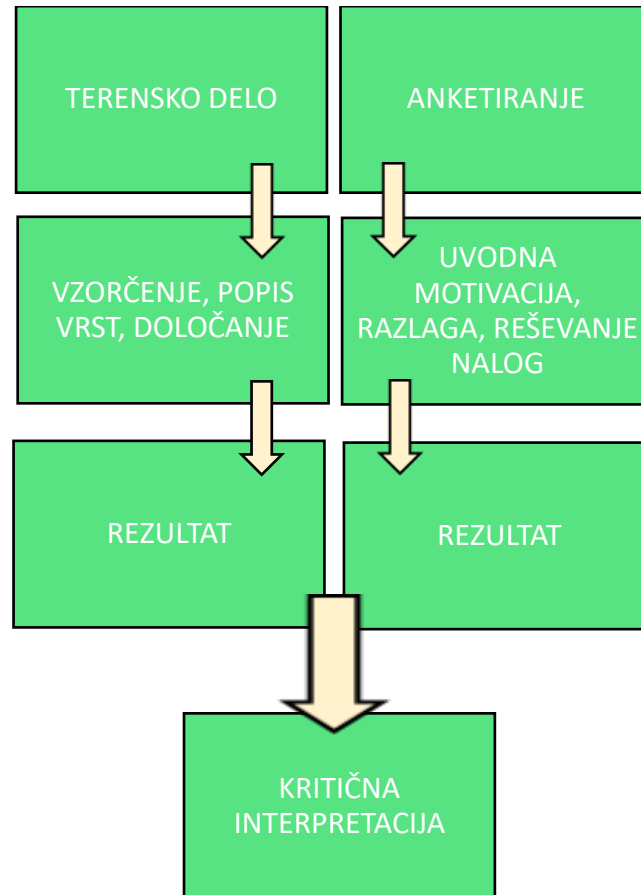 TERENSKO DELO
ANKETIRANJE
VZORČENJE, POPIS
VRST, DOLOČANJE
UVODNA
MOTIVACIJA,
RAZLAGA, REŠEVANJE
NALOG
REZULTAT
REZULTAT
KRITIČNA
INTERPRETACIJA